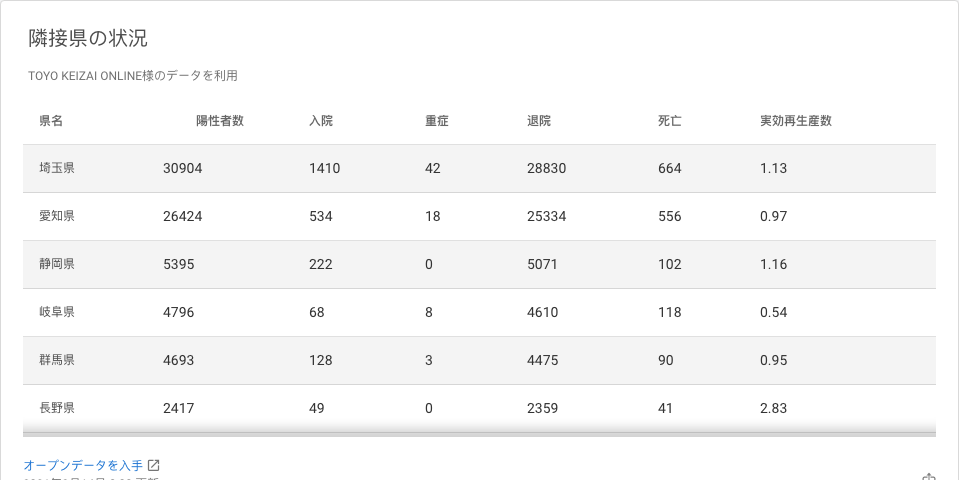 隣接県の状況
TOYO KEIZAI ONLINE様のデータを利用
県名 陽性者数 入院 重症 退院 死亡 実効再生産数
埼玉県 30904 1410 42 28830 664 1.13
愛知県 26424 534 18 25334 556 0.97
静岡県 5395 222 0 5071 102 1.16
岐阜県 4796 68 8 4610 118 0.54
群馬県 4693 128 3 4475 90 0.95
長野県 2417 49 0 2359 41 2.83
オープンデータを入手